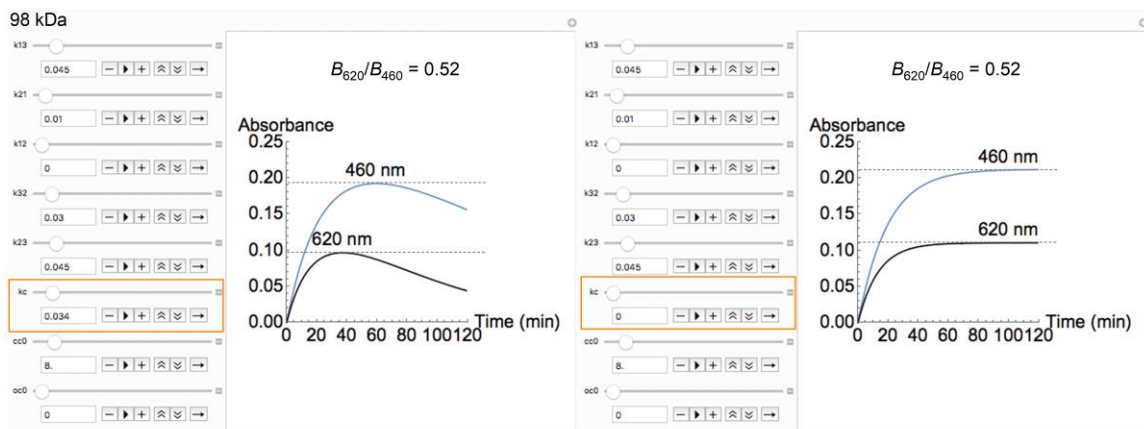 98 kDa
k13
0.045
k21
0.01
k12
0
k32
0.03
k23
0.045
kc
0.034
cc0
8.
oc0
0
B620/B460 = 0.52
Absorbance
0.25
0.20
0.15
0.10
0.05
0.00
460 nm
620 nm
0 20 40 60 80 100120
Time (min)
k13
0.045
k21
0.01
k12
0
k32
0.03
k23
0.045
kc
0
cc0
8.
oc0
0
B620/B460 = 0.52
Absorbance
0.25
0.20
0.15
0.10
0.05
0.00
460 nm
620 nm
0 20 40 60 80 100120
Time (min)